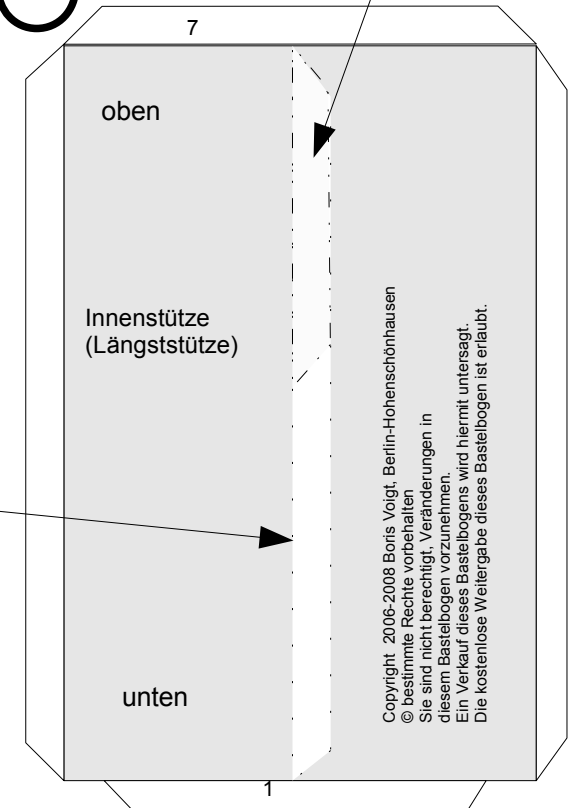 7
oben
Innenstütze
(Längststütze)
Copyright 2006-2008 Boris Voigt, Berlin-Hohenschönhausen
© bestimmte Rechte vorbehalten
Sie sind nicht berechtigt, Veränderungen in
diesem Bastelbogen vorzunehmen.
Ein Verkauf dieses Bastelbogens wird hiermit untersagt.
Die kostenlose Weitergabe dieses Bastelbogen ist erlaubt.
unten
1